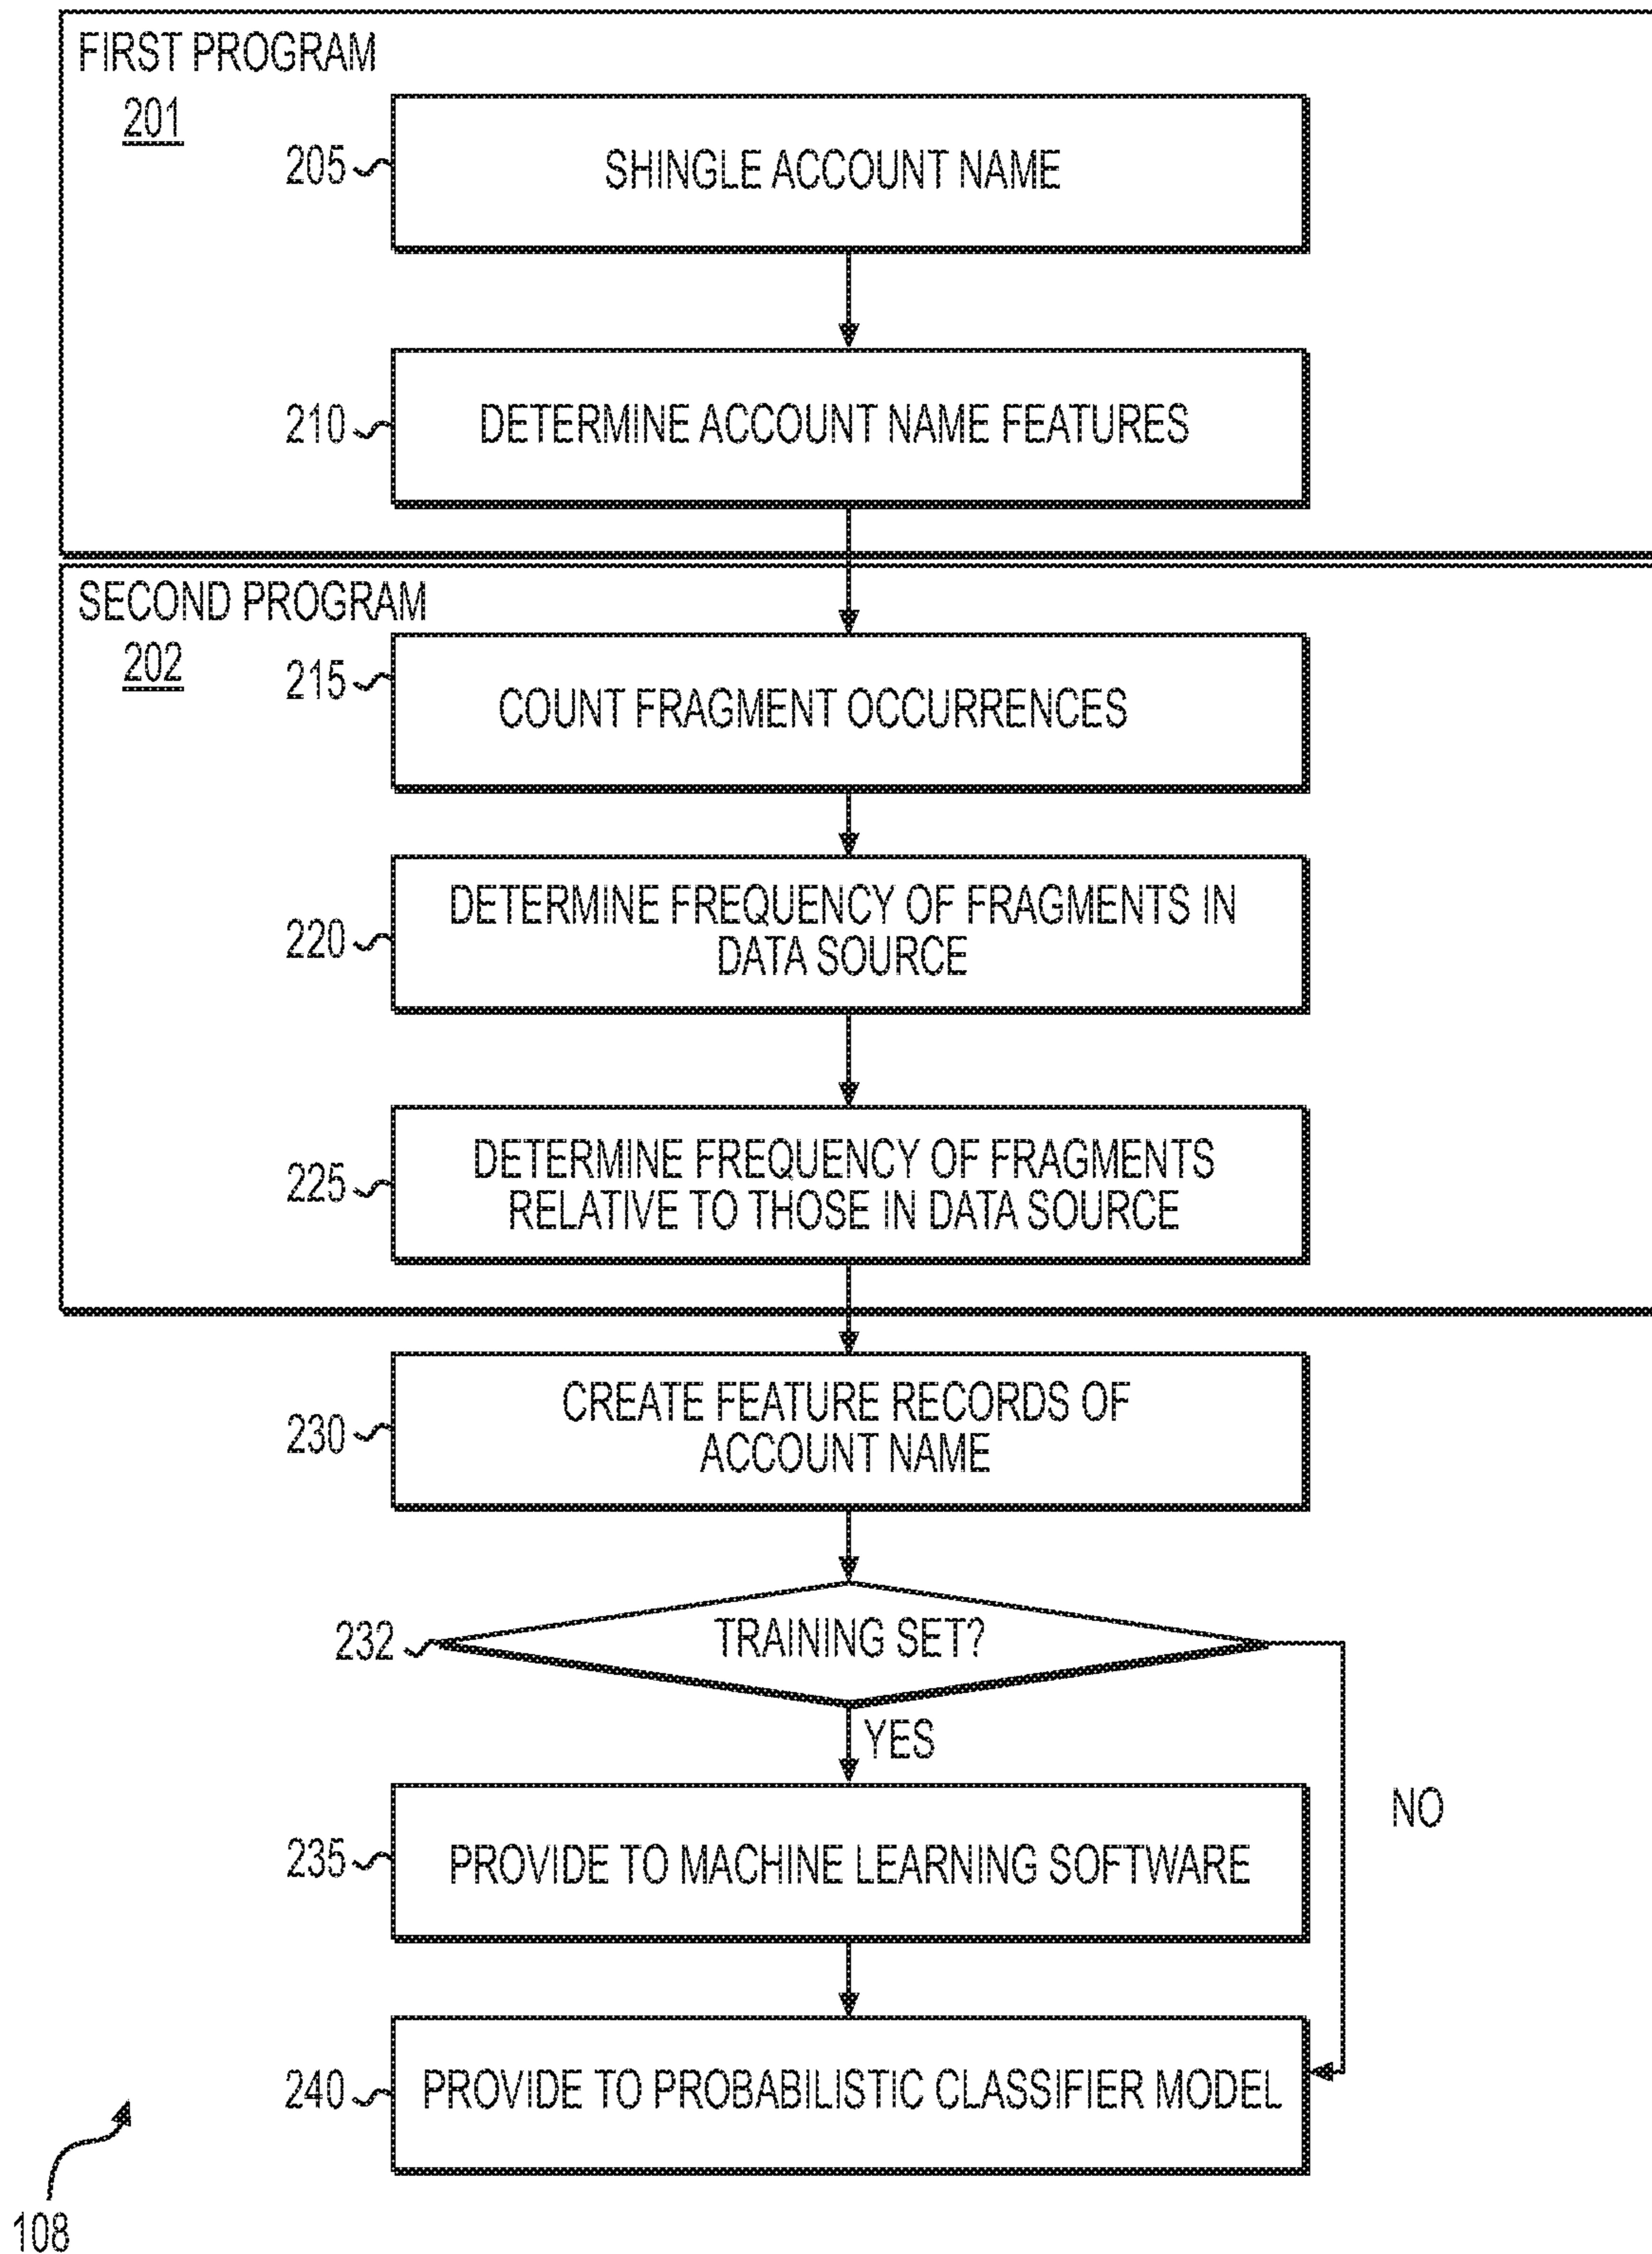 FIRST PROGRAM
201
205
SHINGLE ACCOUNT NAME
210
DETERMINE ACCOUNT NAME FEATURES
SECOND PROGRAM
202
215
COUNT FRAGMENT OCCURRENCES
220
DETERMINE FREQUENCY OF FRAGMENTS IN
DATA SOURCE
225
DETERMINE FREQUENCY OF FRAGMENTS
RELATIVE TO THOSE IN DATA SOURCE
230
CREATE FEATURE RECORDS OF
ACCOUNT NAME
232
TRAINING SET?
YES
NO
235
PROVIDE TO MACHINE LEARNING SOFTWARE
240
PROVIDE TO PROBABILISTIC CLASSIFIER MODEL
108